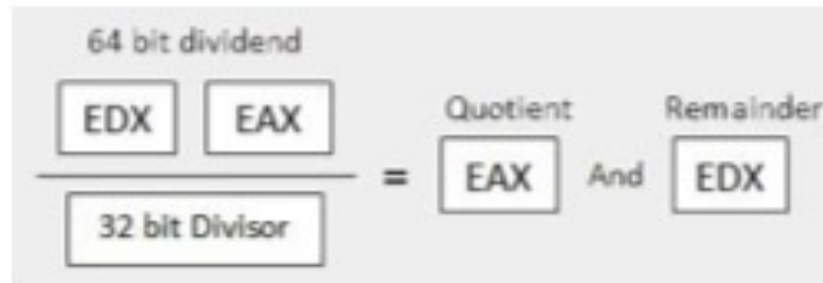 64 bit dividend
EDX EAX
32 bit Divisor
=
Quotient
EAX
And
Remainder
EDX